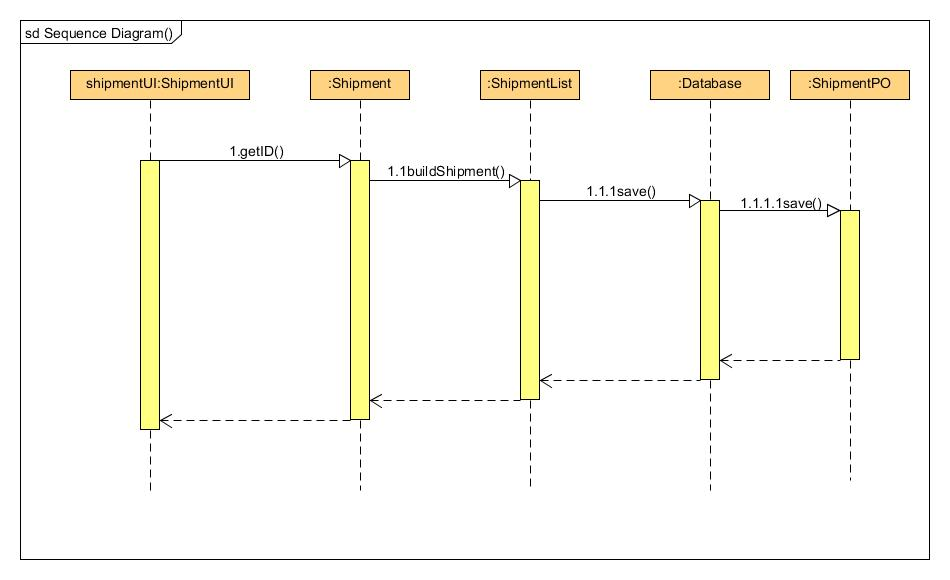 sd Sequence Diagram()
shipmentUI:ShipmentUI
:Shipment
:ShipmentList
:Database
:ShipmentPO
1.getID()
1.1buildShipment()
1.1.1save()
1.1.1.1save()